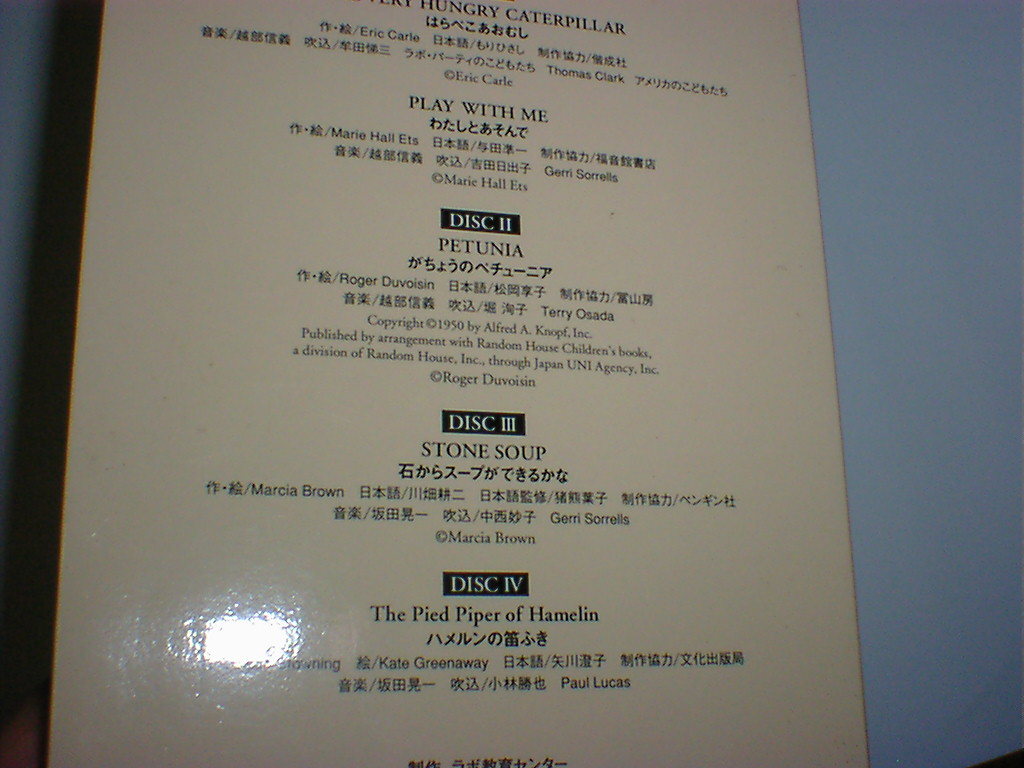 VERY HUNGRY CATERPILLAR
はらぺこあおむし
作・絵/Eric Carle 日本語/もりひさし 制作協力/偕成社
音楽/越部信義 吹込/牟田悌三 ラボ・パーティのこどもたち Thomas Clark アメリカのこどもたち
©Eric Carle
PLAY WITH ME
わたしとあそんで
作・絵/Marie Hall Ets 日本語/与田凖一 制作協力/福音館書店
音楽/越部信義 吹込/吉田日出子 Gerri Sorrells
©Marie Hall Ets
DISC II
PETUNIA
がちょうのペチューニア
作・絵/Roger Duvoisin 日本語/松岡享子 制作協力/冨山房
音楽/越部信義 吹込/堀 洵子 Terry Osada
Copyright ©1950 by Alfred A. Knopf, Inc.
Published by arrangement with Random House Children's books,
a division of Random House, Inc., through Japan UNI Agency, Inc.
©Roger Duvoisin
DISC III
STONE SOUP
石からスープができるかな
作・絵/Marcia Brown 日本語/川畑耕二 日本語監修/猪熊葉子 制作協力/ペンギン社
音楽/坂田晃一 吹込/中西妙子 Gerri Sorrells
©Marcia Brown
DISC IV
The Pied Piper of Hamelin
ハメルンの笛ふき
絵/Kate Greenaway 日本語/矢川澄子 制作協力/文化出版局
音楽/坂田晃一 吹込/小林勝也 Paul Lucas
制作 ラボ教育センター